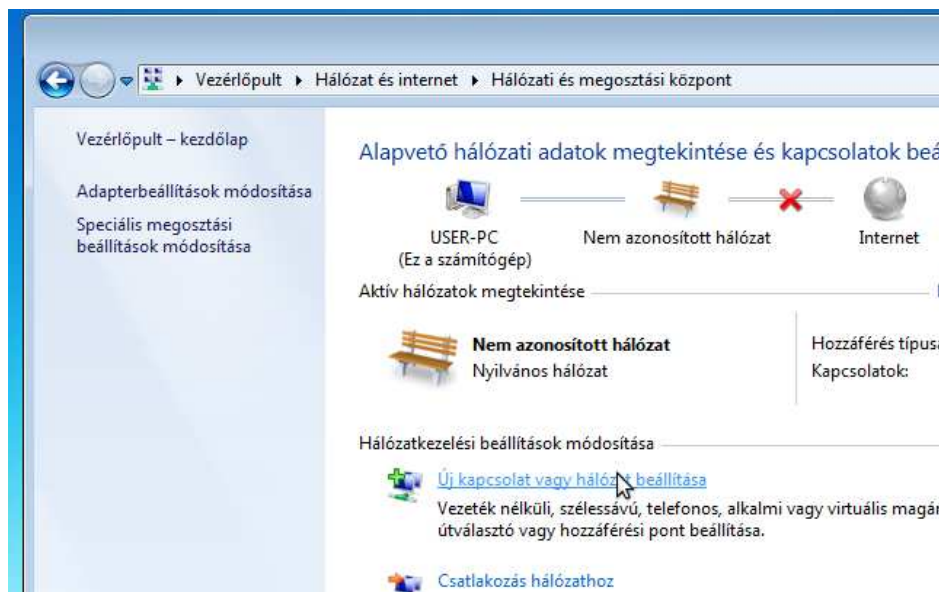 Vezérlőpult ▸ Hálózat és internet ▸ Hálózati és megosztási központ
Vezérlőpult – kezdőlap
Adapterbeállítások módosítása
Speciális megosztási
beállítások módosítása
Alapvető hálózati adatok megtekintése és kapcsolatok beá
USER-PC
(Ez a számítógép)
Nem azonosított hálózat
Internet
Aktív hálózatok megtekintése
Nem azonosított hálózat
Nyilvános hálózat
Hozzáférés típusa
Kapcsolatok:
Hálózatkezelési beállítások módosítása
Új kapcsolat vagy hálózat beállítása
Vezeték nélküli, szélessávú, telefonos, alkalmi vagy virtuális magán
útválasztó vagy hozzáférési pont beállítása.
Csatlakozás hálózathoz